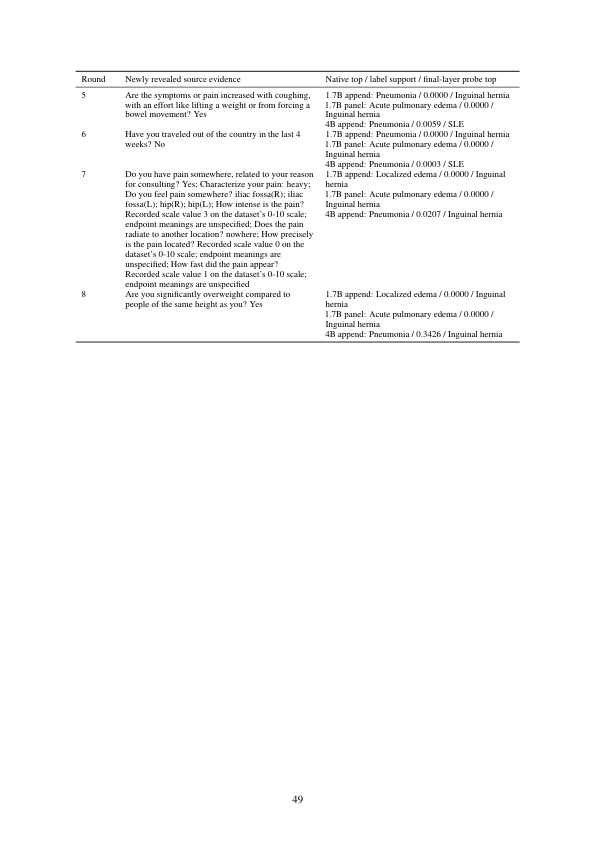 Round Newly revealed source evidence Native top / label support / final-layer probe top
5 Are the symptoms or pain increased with coughing,
with an effort like lifting a weight or from forcing a
bowel movement? Yes
1.7B append: Pneumonia / 0.0000 / Inguinal hernia
1.7B panel: Acute pulmonary edema / 0.0000 /
Inguinal hernia
4B append: Pneumonia / 0.0059 / SLE
6 Have you traveled out of the country in the last 4
weeks? No
1.7B append: Pneumonia / 0.0000 / Inguinal hernia
1.7B panel: Acute pulmonary edema / 0.0000 /
Inguinal hernia
4B append: Pneumonia / 0.0003 / SLE
7 Do you have pain somewhere, related to your reason
for consulting? Yes; Characterize your pain: heavy;
Do you feel pain somewhere? iliac fossa(R); iliac
fossa(L); hip(R); hip(L); How intense is the pain?
Recorded scale value 3 on the dataset's 0-10 scale;
endpoint meanings are unspecified; Does the pain
radiate to another location? nowhere; How precisely
is the pain located? Recorded scale value 0 on the
dataset's 0-10 scale; endpoint meanings are
unspecified; How fast did the pain appear?
Recorded scale value 1 on the dataset's 0-10 scale;
endpoint meanings are unspecified
1.7B append: Localized edema / 0.0000 / Inguinal
hernia
1.7B panel: Acute pulmonary edema / 0.0000 /
Inguinal hernia
4B append: Pneumonia / 0.0207 / Inguinal hernia
8 Are you significantly overweight compared to
people of the same height as you? Yes
1.7B append: Localized edema / 0.0000 / Inguinal
hernia
1.7B panel: Acute pulmonary edema / 0.0000 /
Inguinal hernia
4B append: Pneumonia / 0.3426 / Inguinal hernia
49